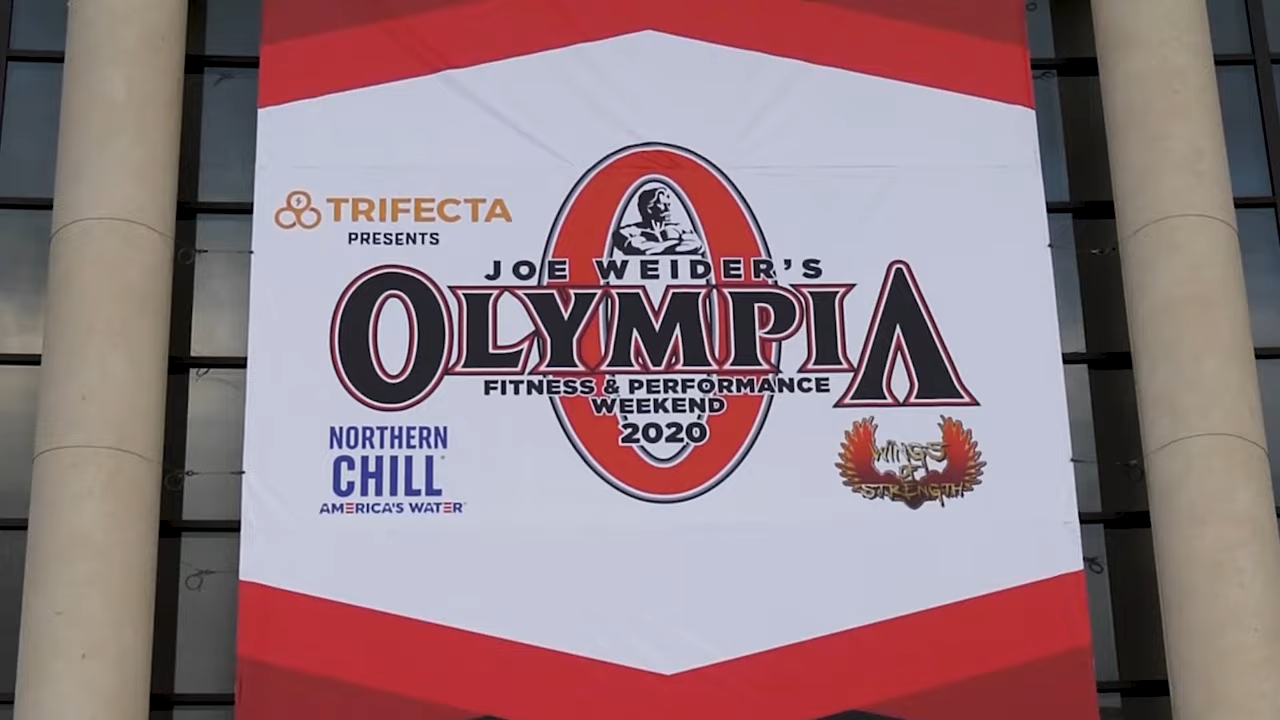 TRIFECTA
PRESENTS
JOE WEIDER'S
OLYMPIA
FITNESS & PERFORMANCE
WEEKEND
2020
NORTHERN
CHILL
AMERICA'S WATER
WINGS
OF
STRENGTH